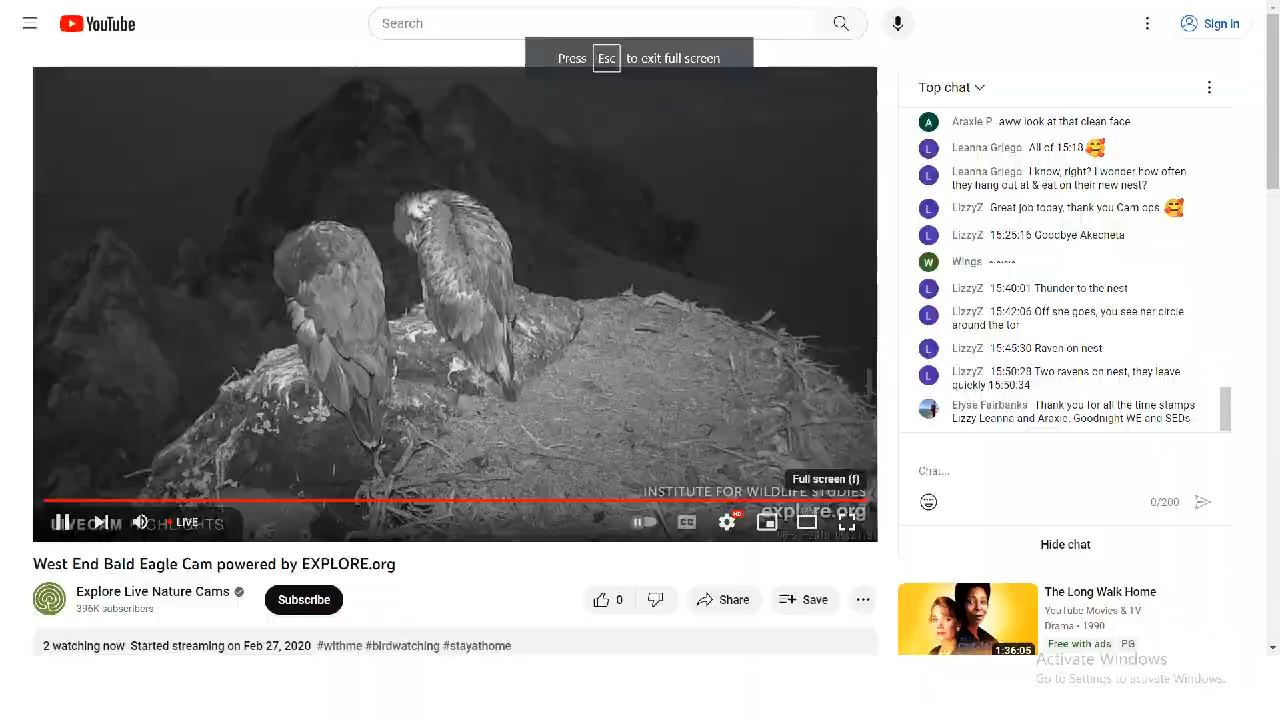 YouTube
Search
Sign in
Press Esc to exit full screen
Top chat
A Araxie P aww look at that clean face
L Leanna Griego All of 15:18
L Leanna Griego I know, right? I wonder how often
they hang out at & eat on their new nest?
L LizzyZ Great job today, thank you Cam ops
L LizzyZ 15:25:16 Goodbye Akecheta
W Wings ~~~~
L LizzyZ 15:40:01 Thunder to the nest
L LizzyZ 15:42:06 Off she goes, you see her circle
around the tor
L LizzyZ 15:45:30 Raven on nest
L LizzyZ 15:50:28 Two ravens on nest, they leave
quickly 15:50:34
Elyse Fairbanks Thank you for all the time stamps
Lizzy Leanna and Araxie, Goodnight WE and SEDs
Chat...
0/200
Hide chat
Full screen (f)
INSTITUTE FOR WILDLIFE STUDIES
explore.org
LIVECAM HIGHLIGHTS
LIVE
CC
HD
West End Bald Eagle Cam powered by EXPLORE.org
Explore Live Nature Cams
396K subscribers
Subscribe
0
Share
Save
2 watching now Started streaming on Feb 27, 2020 #withme #birdwatching #stayathome
The Long Walk Home
YouTube Movies & TV
Drama • 1990
Free with ads PG
1:36:05
Activate Windows
Go to Settings to activate Windows.